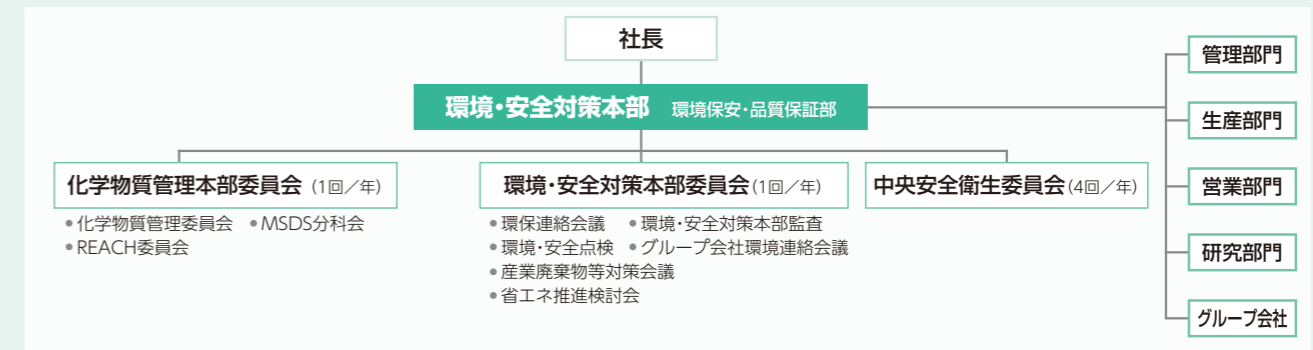 社長
環境・安全対策本部 環境保安・品質保証部
化学物質管理本部委員会（1回／年）
●化学物質管理委員会 ●MSDS分科会
●REACH委員会
環境・安全対策本部委員会（1回／年）
●環保連絡会議 ●環境・安全対策本部監査
●環境・安全点検 ●グループ会社環境連絡会議
●産業廃棄物等対策会議
●省エネ推進検討会
中央安全衛生委員会（4回／年）
管理部門
生産部門
営業部門
研究部門
グループ会社